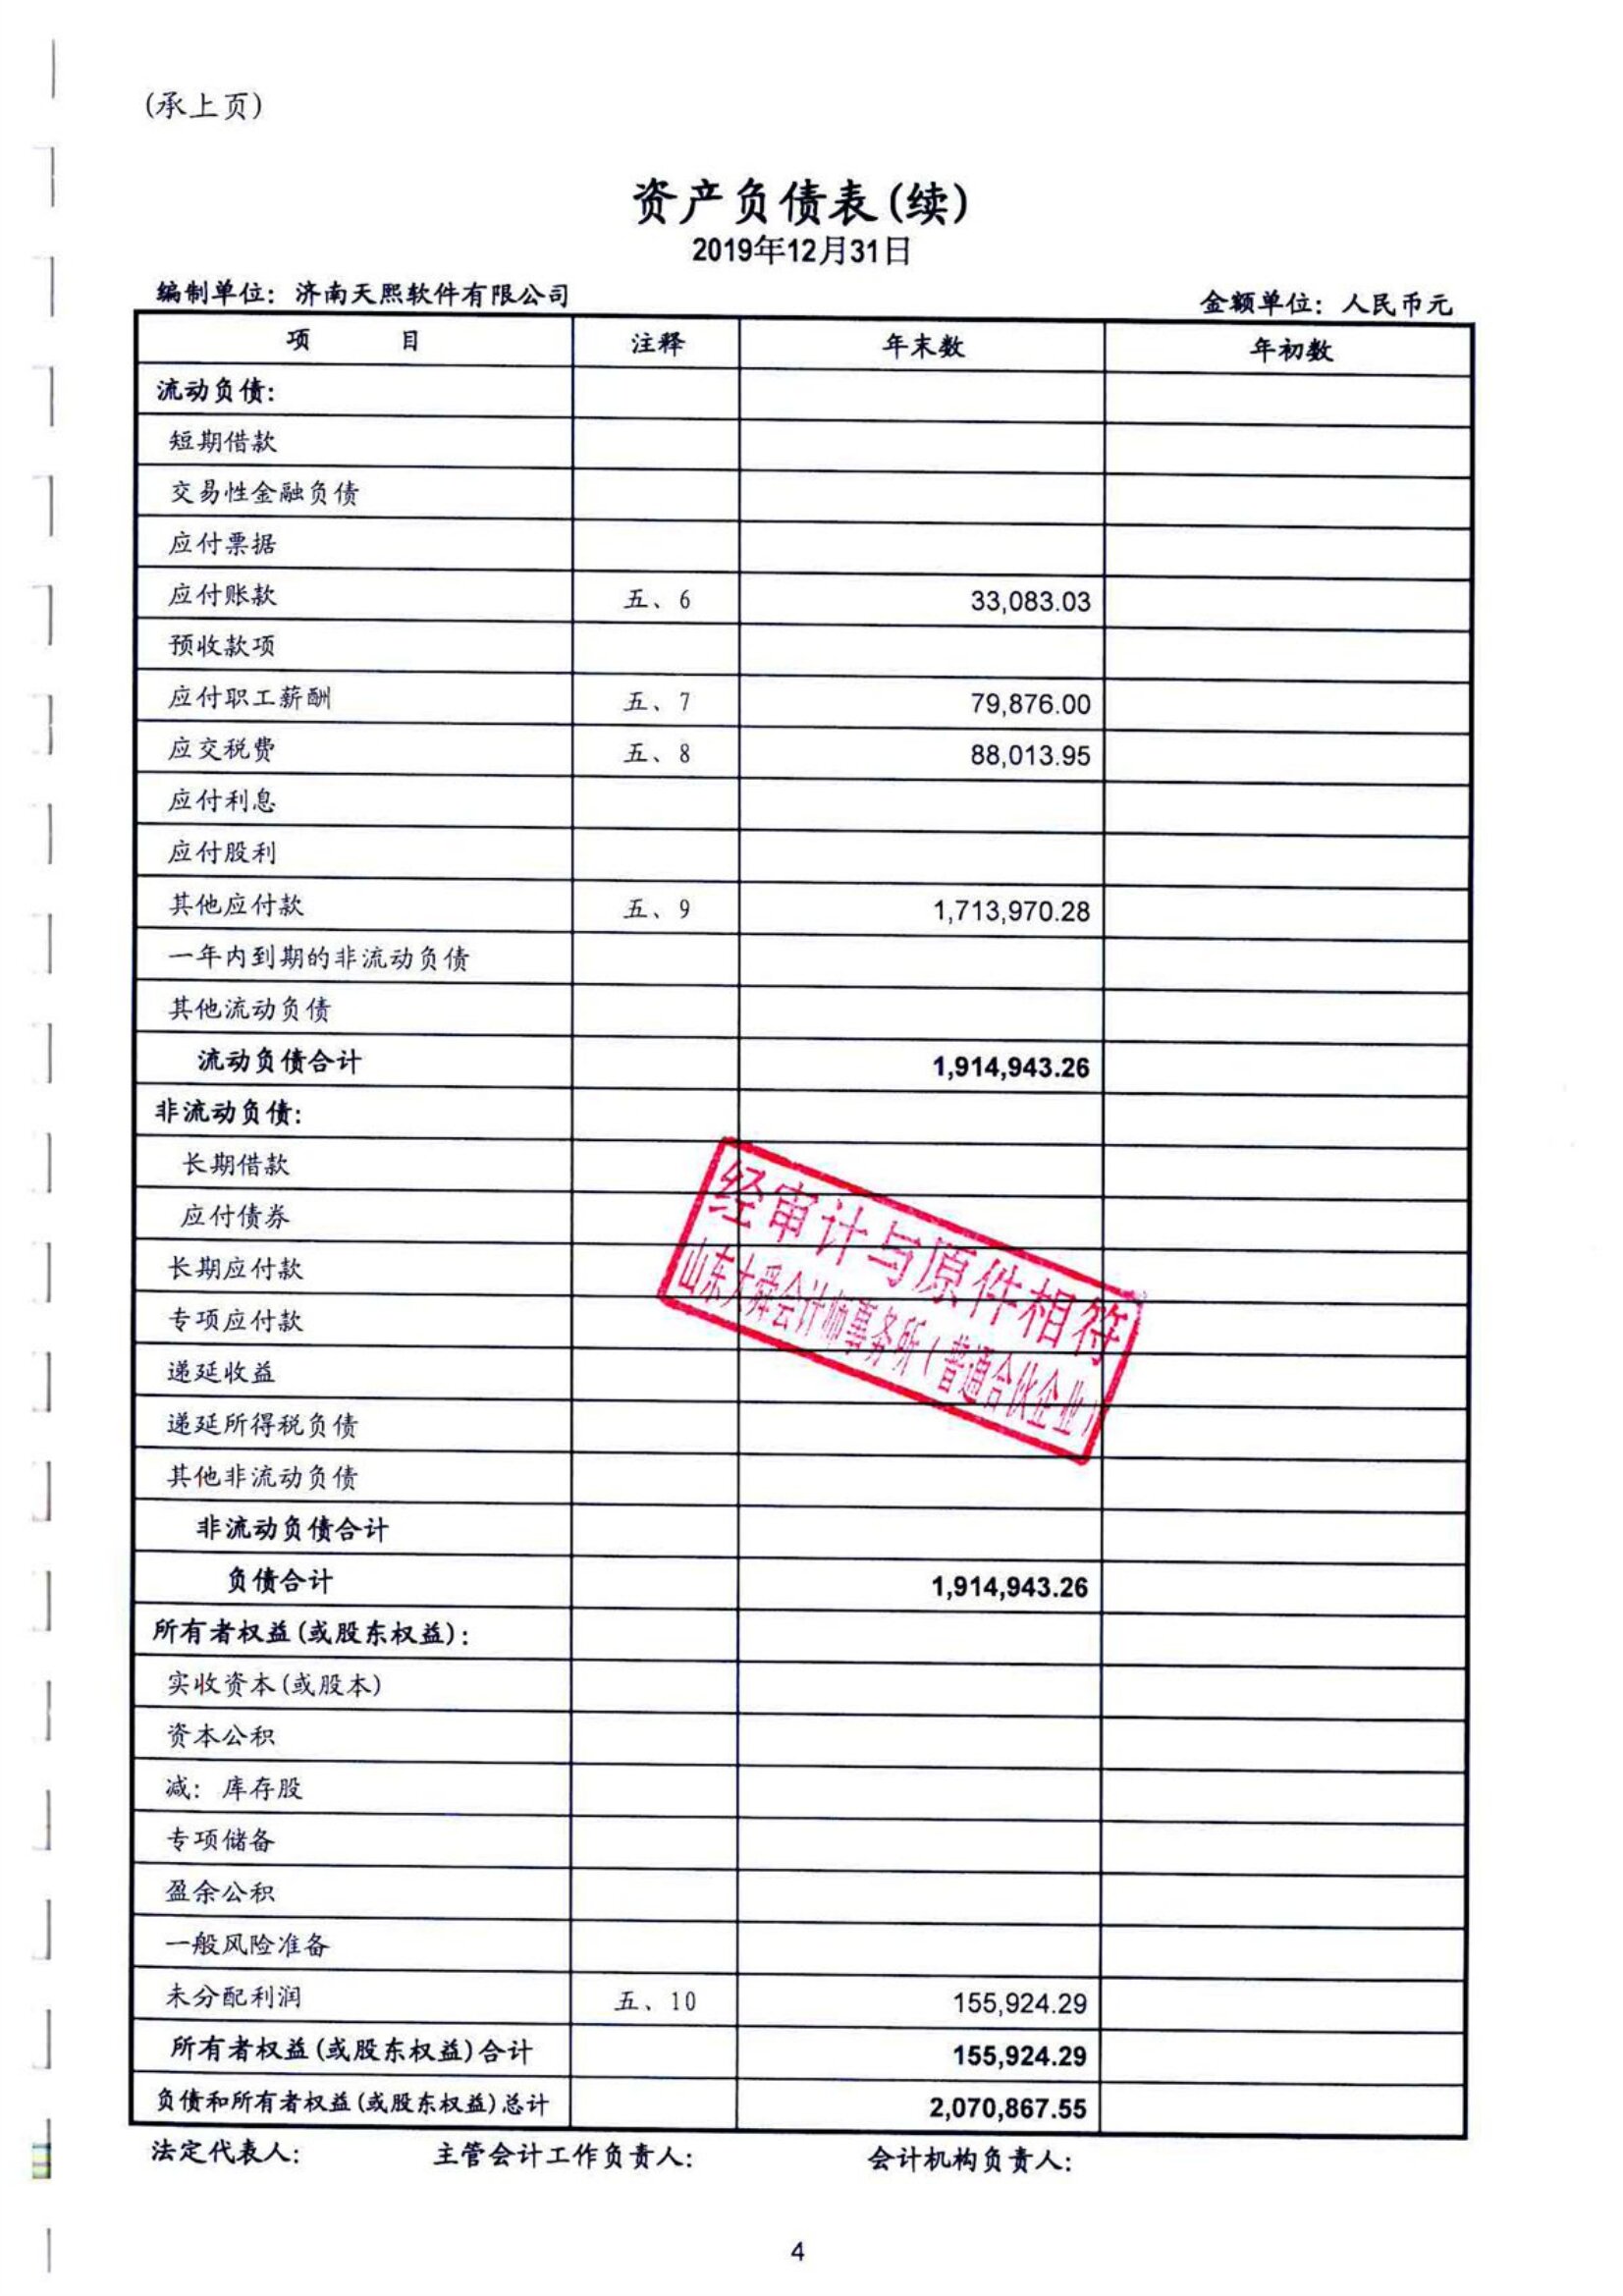 (承上页)
资产负债表(续)
2019年12月31日
编制单位：济南天熙软件有限公司 金额单位：人民币元
项 目 注释 年末数 年初数
流动负债：
短期借款
交易性金融负债
应付票据
应付账款 五、6 33,083.03
预收款项
应付职工薪酬 五、7 79,876.00
应交税费 五、8 88,013.95
应付利息
应付股利
其他应付款 五、9 1,713,970.28
一年内到期的非流动负债
其他流动负债
流动负债合计 1,914,943.26
非流动负债：
长期借款
应付债券
长期应付款
专项应付款
递延收益
递延所得税负债
其他非流动负债
非流动负债合计
经审计与原件相符
山东大舜会计师事务所（普通合伙企业）
负债合计 1,914,943.26
所有者权益(或股东权益)：
实收资本(或股本)
资本公积
减：库存股
专项储备
盈余公积
一般风险准备
未分配利润 五、10 155,924.29
所有者权益(或股东权益)合计 155,924.29
负债和所有者权益(或股东权益)总计 2,070,867.55
法定代表人： 主管会计工作负责人： 会计机构负责人：
4